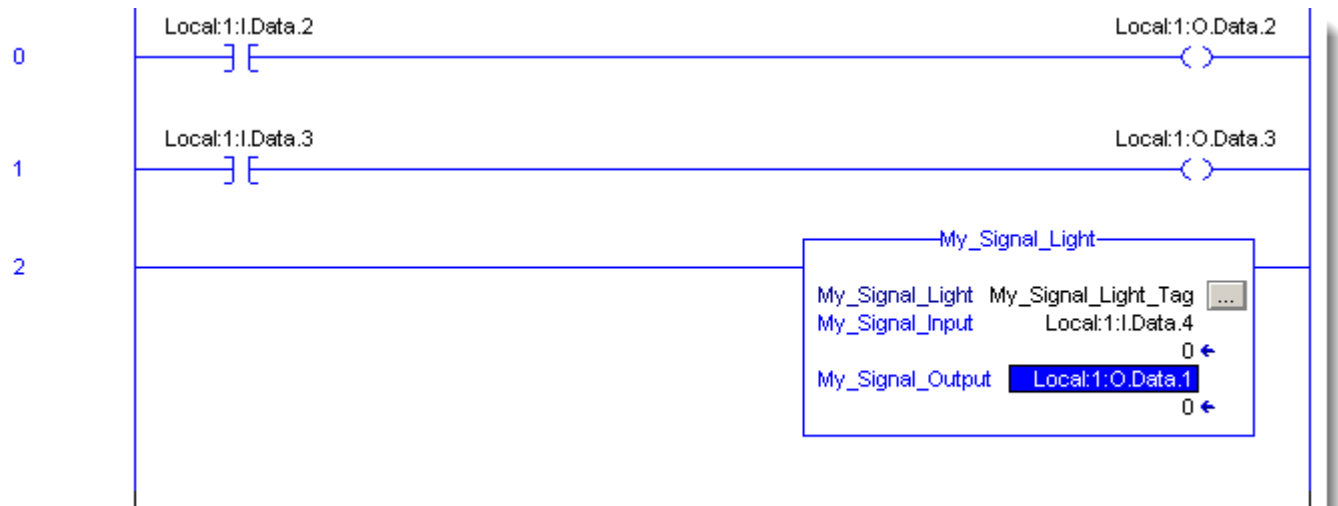 Local:1:I.Data.2 Local:1:O.Data.2
0
Local:1:I.Data.3 Local:1:O.Data.3
1
My_Signal_Light
2
My_Signal_Light My_Signal_Light_Tag ...
My_Signal_Input Local:1:I.Data.4
0
My_Signal_Output Local:1:O.Data.1
0